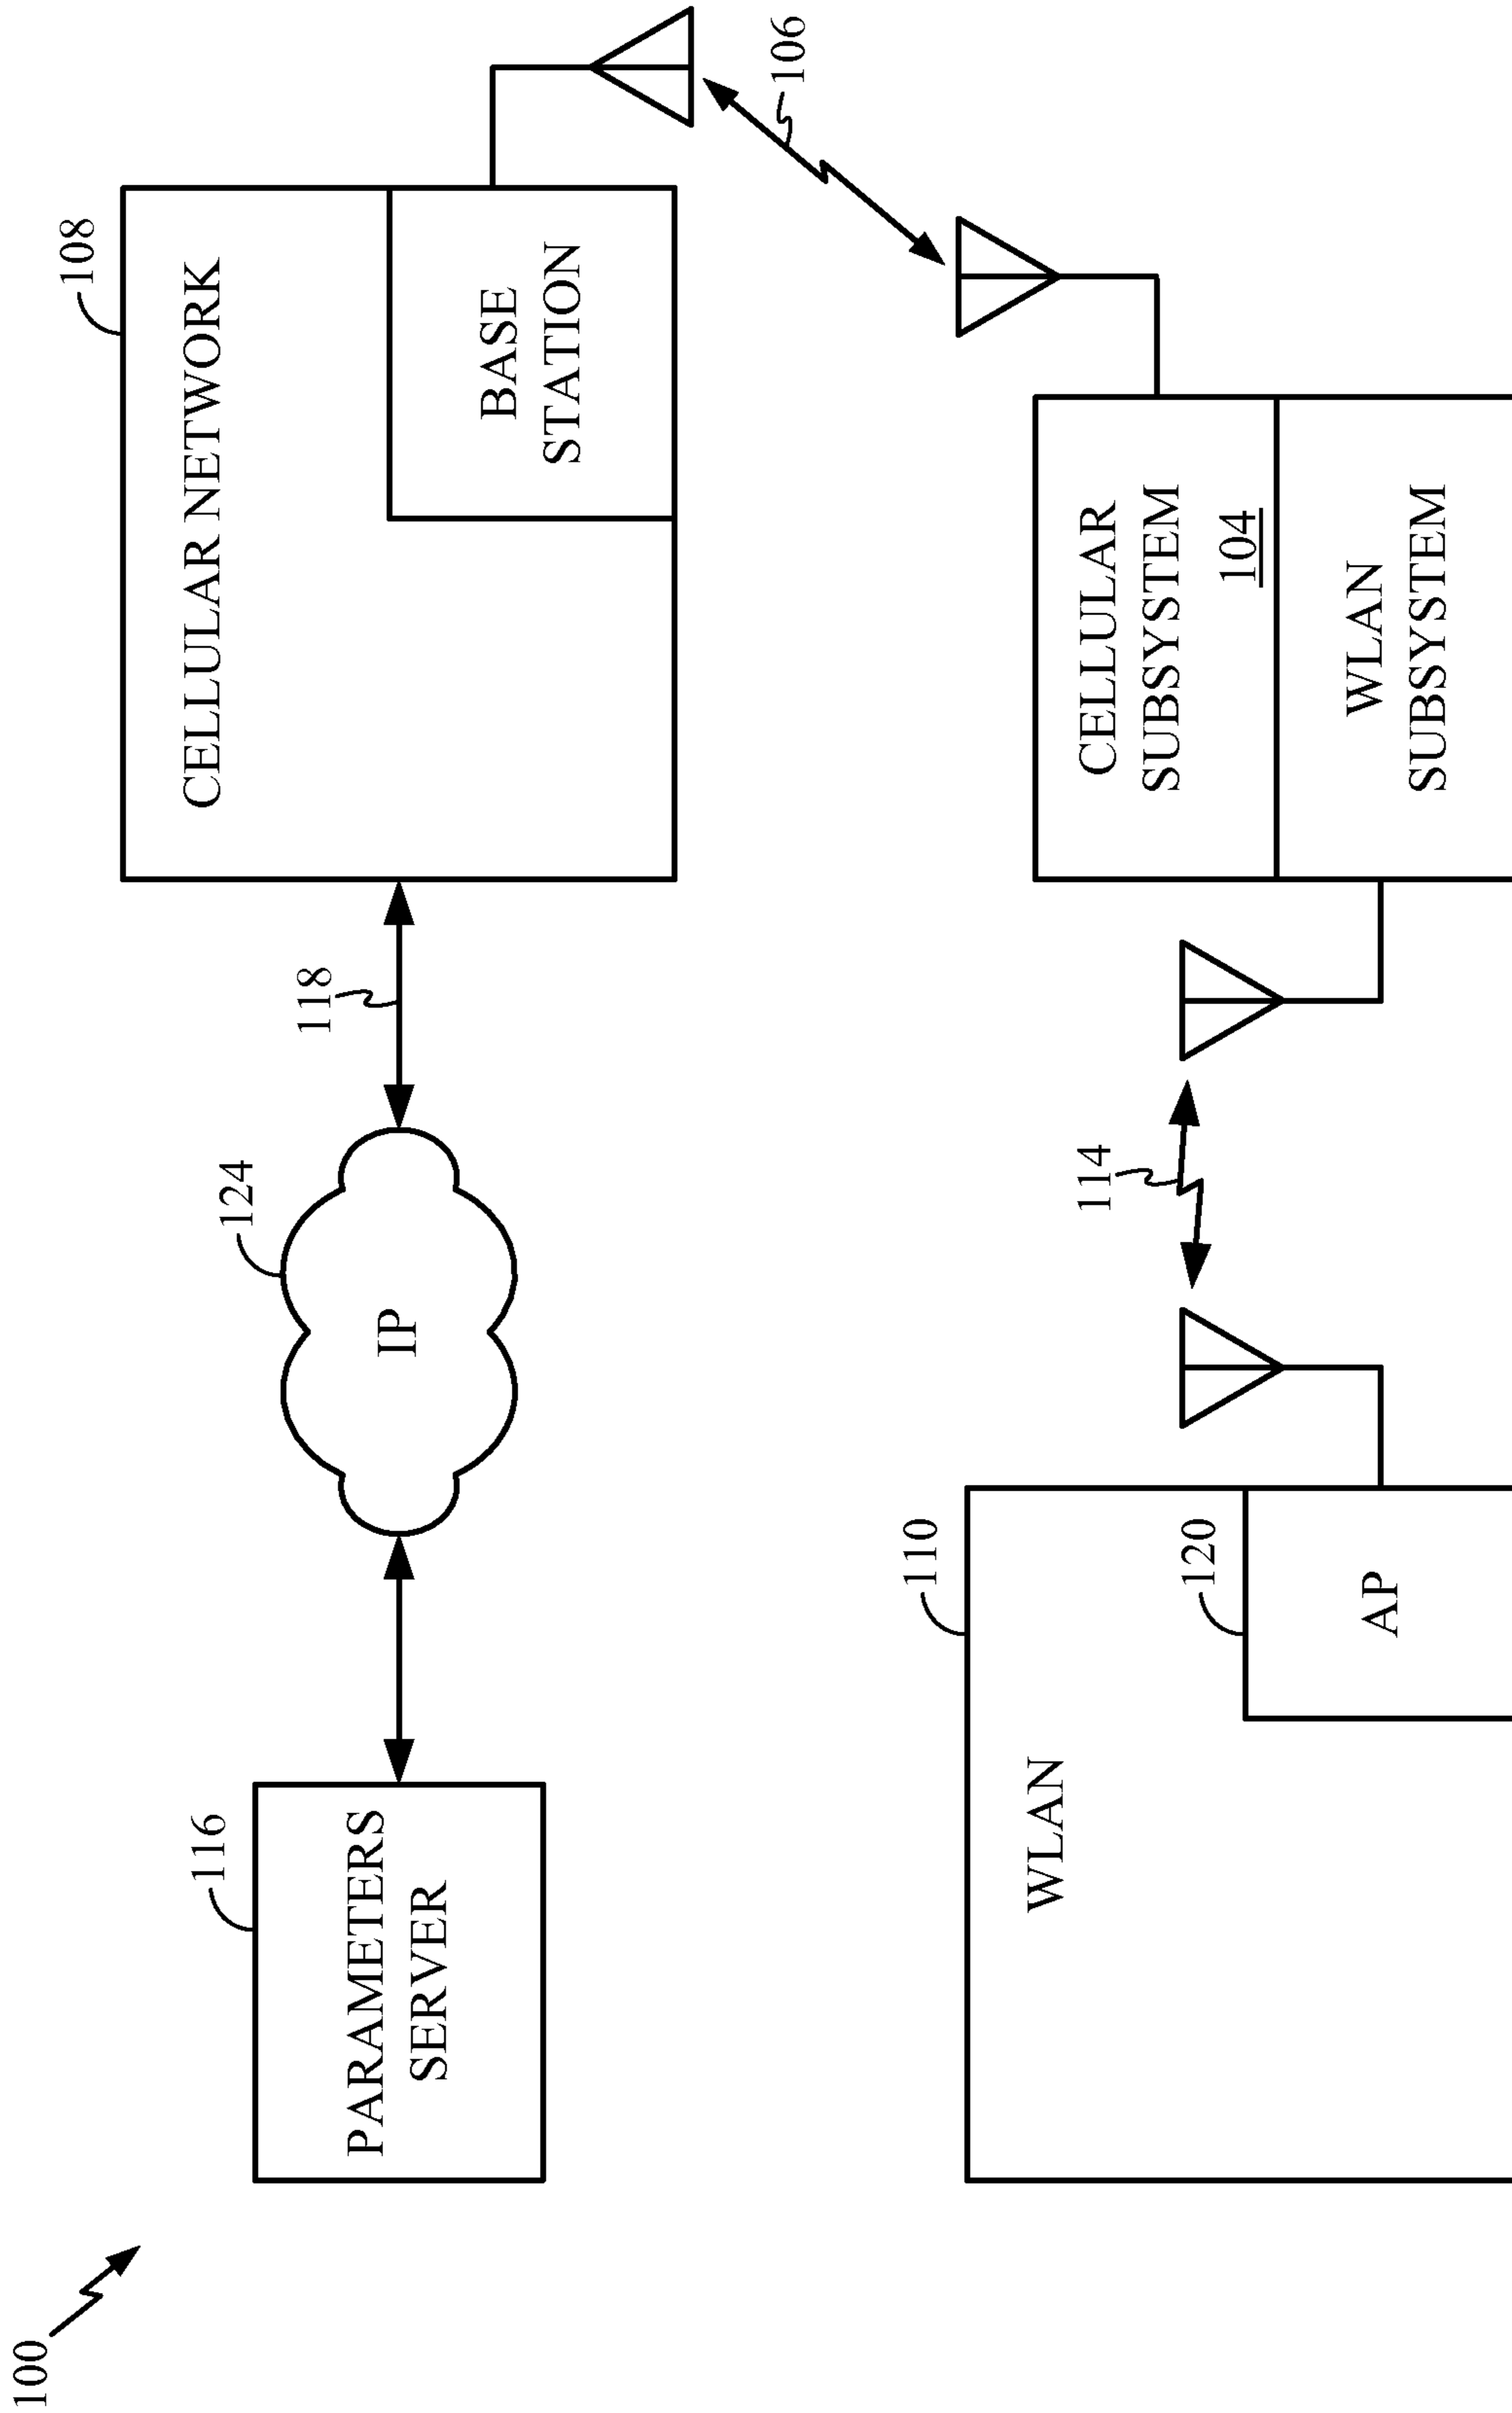 100
116
PARAMETERS
SERVER
124
IP
118
108
CELLULAR NETWORK
BASE
STATION
106
110
WLAN
120
AP
114
CELLULAR
SUBSYSTEM
104
WLAN
SUBSYSTEM